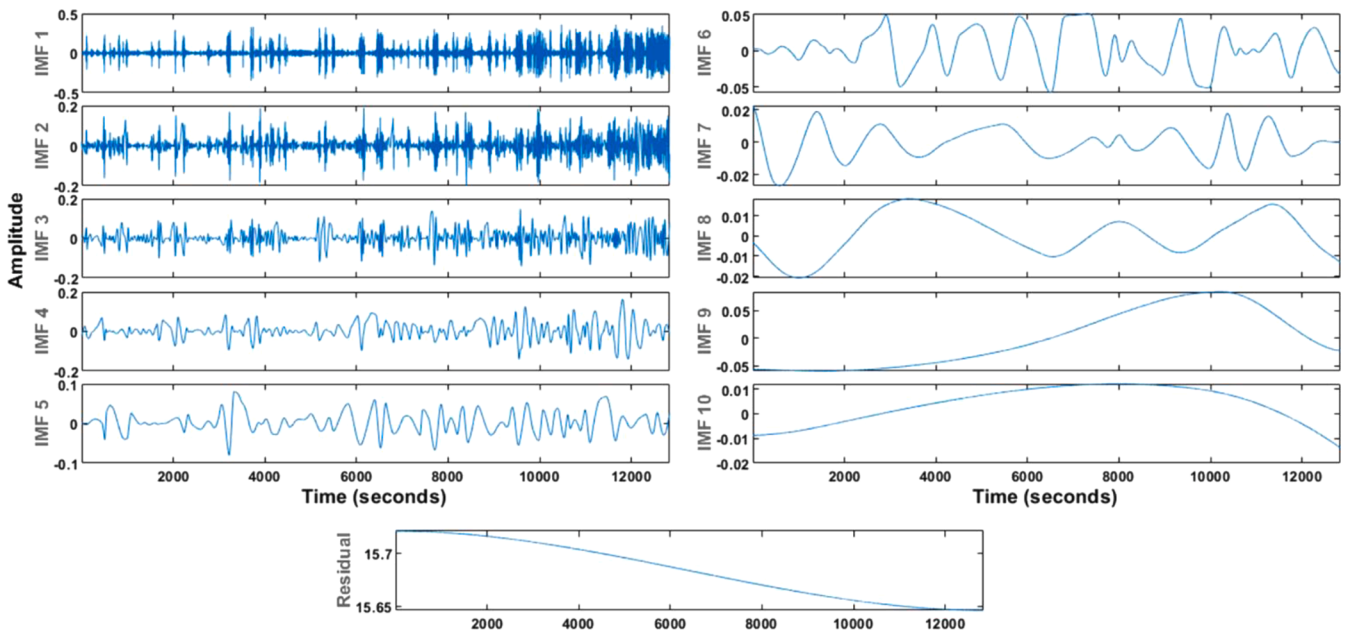 Amplitude
IMF 1
0.5
0
-0.5
IMF 2
0.2
0
-0.2
IMF 3
0.2
0
-0.2
IMF 4
0.2
0
-0.2
IMF 5
0.1
0
-0.1
2000 4000 6000 8000 10000 12000
Time (seconds)
IMF 6
0.05
0
-0.05
IMF 7
0.02
0
-0.02
IMF 8
0.01
0
-0.01
-0.02
IMF 9
0.05
0
-0.05
IMF 10
0.01
0
-0.01
-0.02
2000 4000 6000 8000 10000 12000
Time (seconds)
Residual
15.7
15.65
2000 4000 6000 8000 10000 12000